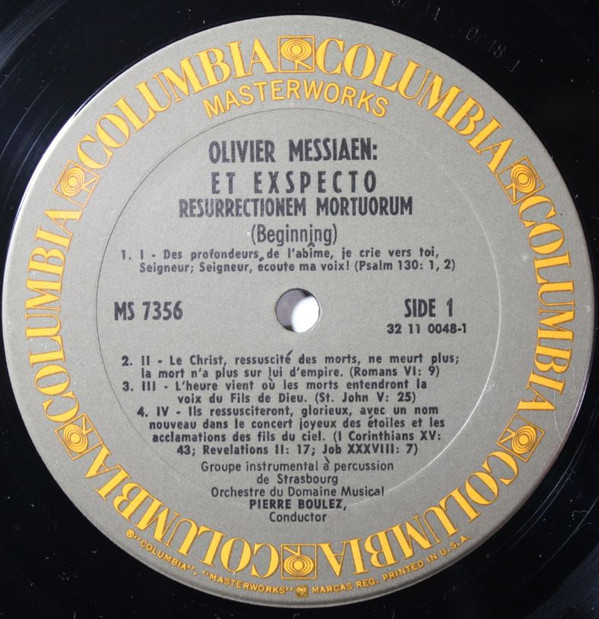 COLUMBIA COLUMBIA COLUMBIA COLUMBIA COLUMBIA COLUMBIA COLUMBIA COLUMBIA
MASTERWORKS
OLIVIER MESSIAEN:
ET EXSPECTO
RESURRECTIONEM MORTUORUM
(Beginning)
1. I - Des profondeurs de l'abîme, je crie vers toi,
Seigneur; Seigneur, ecoute ma voix! (Psalm 130: 1, 2)
MS 7356
SIDE 1
32 11 0048-1
2. II - Le Christ, ressuscité des morts, ne meurt plus;
la mort n'a plus sur lui d'empire. (Romans VI: 9)
3. III - L'heure vient où les morts entendront la
voix du Fils de Dieu. (St. John V: 25)
4. IV - Ils ressusciteront, glorieux, avec un nom
nouveau dans le concert joyeux des étoiles et les
acclamations des fils du ciel. (I Corinthians XV:
43; Revelations II: 17; Job XXXVIII: 7)
Groupe instrumental à percussion
de Strasbourg
Orchestre du Domaine Musical
PIERRE BOULEZ,
Conductor
®"COLUMBIA", "MASTERWORKS" MARCAS REG. PRINTED IN U.S.A.